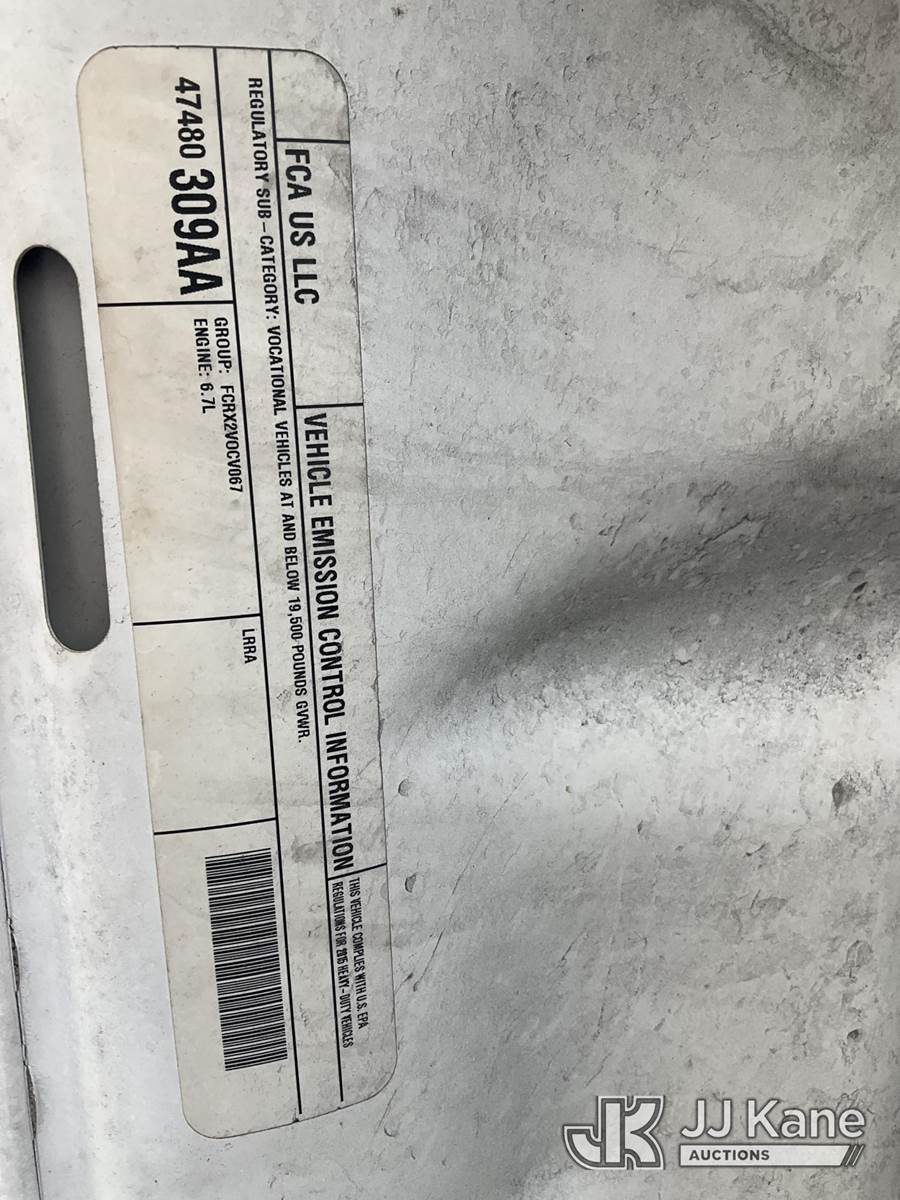 FCA US LLC
VEHICLE EMISSION CONTROL INFORMATION
THIS VEHICLE COMPLIES WITH U.S. EPA
REGULATIONS FOR 2015 HEAVY-DUTY VEHICLES
REGULATORY SUB-CATEGORY: VOCATIONAL VEHICLES AT AND BELOW 19,500 POUNDS GVWR.
47480 309AA
GROUP: FCRX2VOCV067
ENGINE: 6.7L
LRRA
JK JJ Kane
AUCTIONS